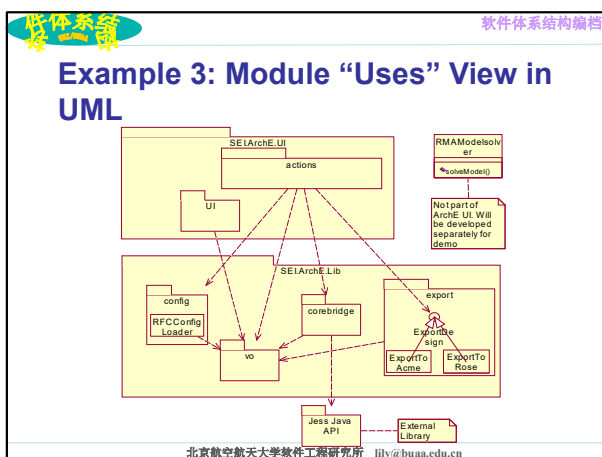 软件体系结构编档
Example 3: Module “Uses” View in
UML
SEI.ArchE.UI
actions
UI
RMAModelsolv
er
solveModel()
Not part of
ArchE UI. Will
be developed
separately for
demo
SEI.ArchE.Lib
config
RFCConfig
Loader
vo
corebridge
export
ExportDe
sign
ExportTo
Acme
ExportTo
Rose
Jess Java
API
External
Library
北京航空航天大学软件工程研究所 lily@buaa.edu.cn